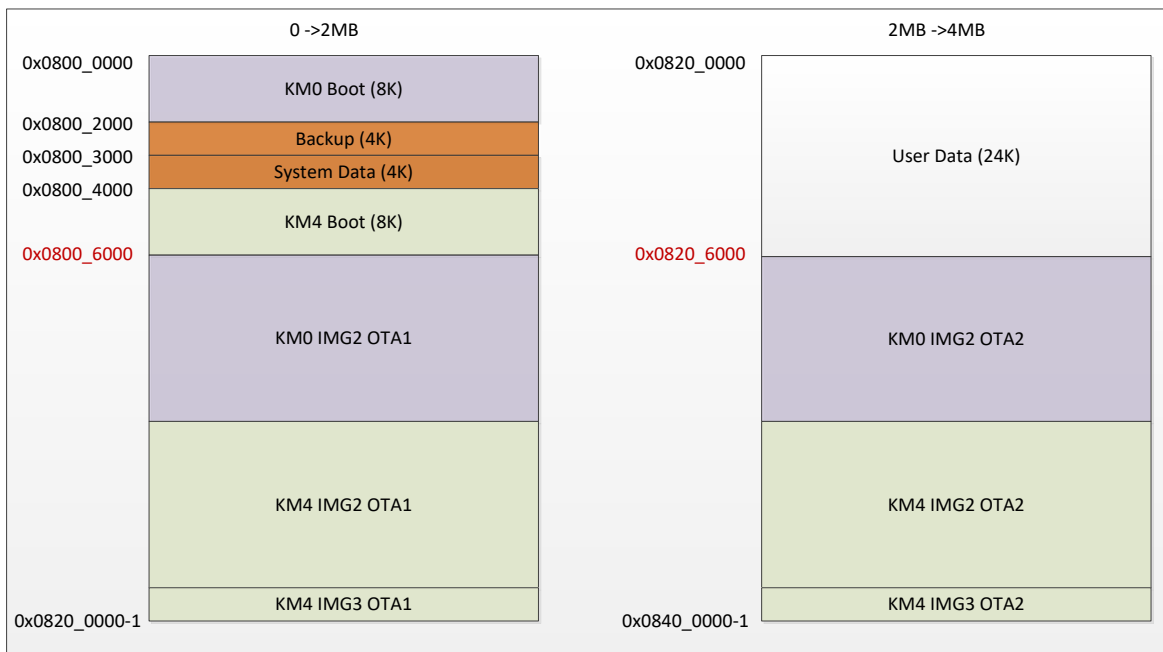 0 ->2MB
0x0800_0000
KM0 Boot (8K)
0x0800_2000
Backup (4K)
0x0800_3000
System Data (4K)
0x0800_4000
KM4 Boot (8K)
0x0800_6000
KM0 IMG2 OTA1
KM4 IMG2 OTA1
KM4 IMG3 OTA1
0x0820_0000-1
2MB ->4MB
0x0820_0000
User Data (24K)
0x0820_6000
KM0 IMG2 OTA2
KM4 IMG2 OTA2
KM4 IMG3 OTA2
0x0840_0000-1